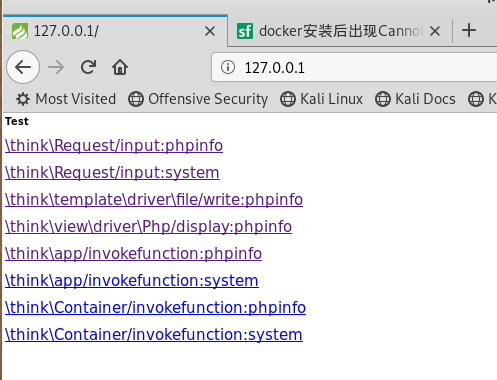 127.0.0.1/
docker安装后出现Cannot
127.0.0.1
Most Visited Offensive Security Kali Linux Kali Docs
Test
\think\Request/input:phpinfo
\think\Request/input:system
\think\template\driver\file/write:phpinfo
\think\view\driver\Php/display:phpinfo
\think\app/invokefunction:phpinfo
\think\app/invokefunction:system
\think\Container/invokefunction:phpinfo
\think\Container/invokefunction:system